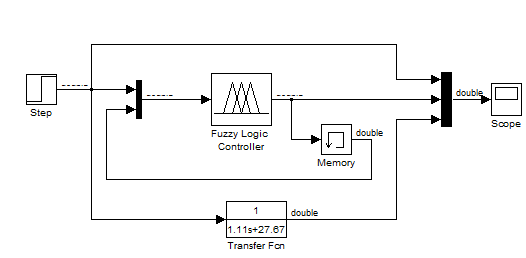 double
Step
Scope
Fuzzy Logic
Controller
double
Memory
1
1.11s+27.67
double
Transfer Fcn